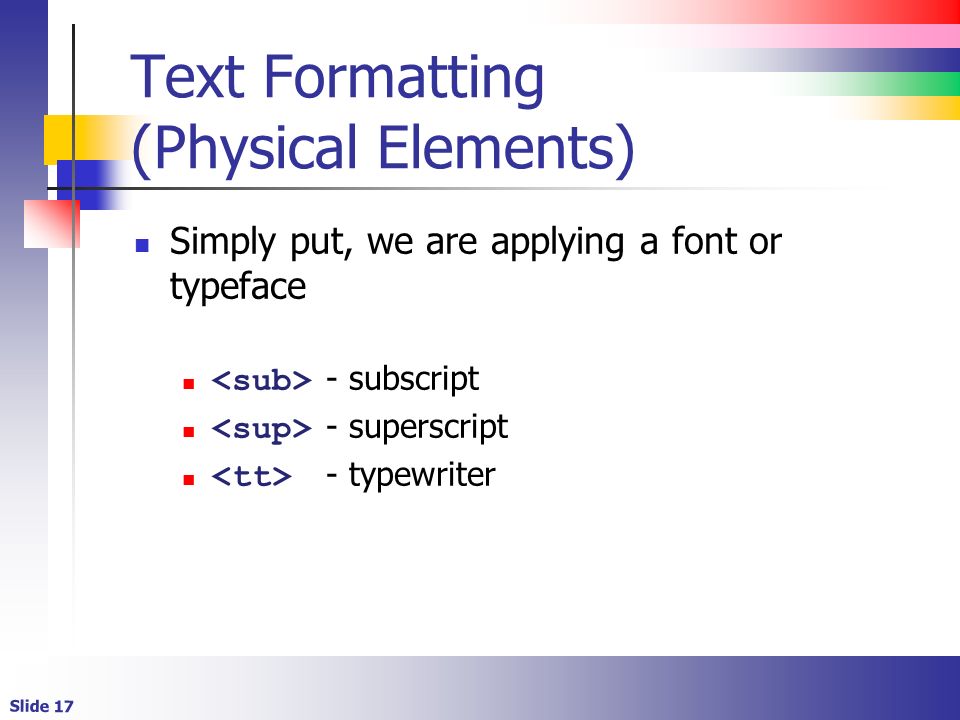 Text Formatting
(Physical Elements)
Simply put, we are applying a font or
typeface
<sub> - subscript
<sup> - superscript
<tt> - typewriter
Slide 17